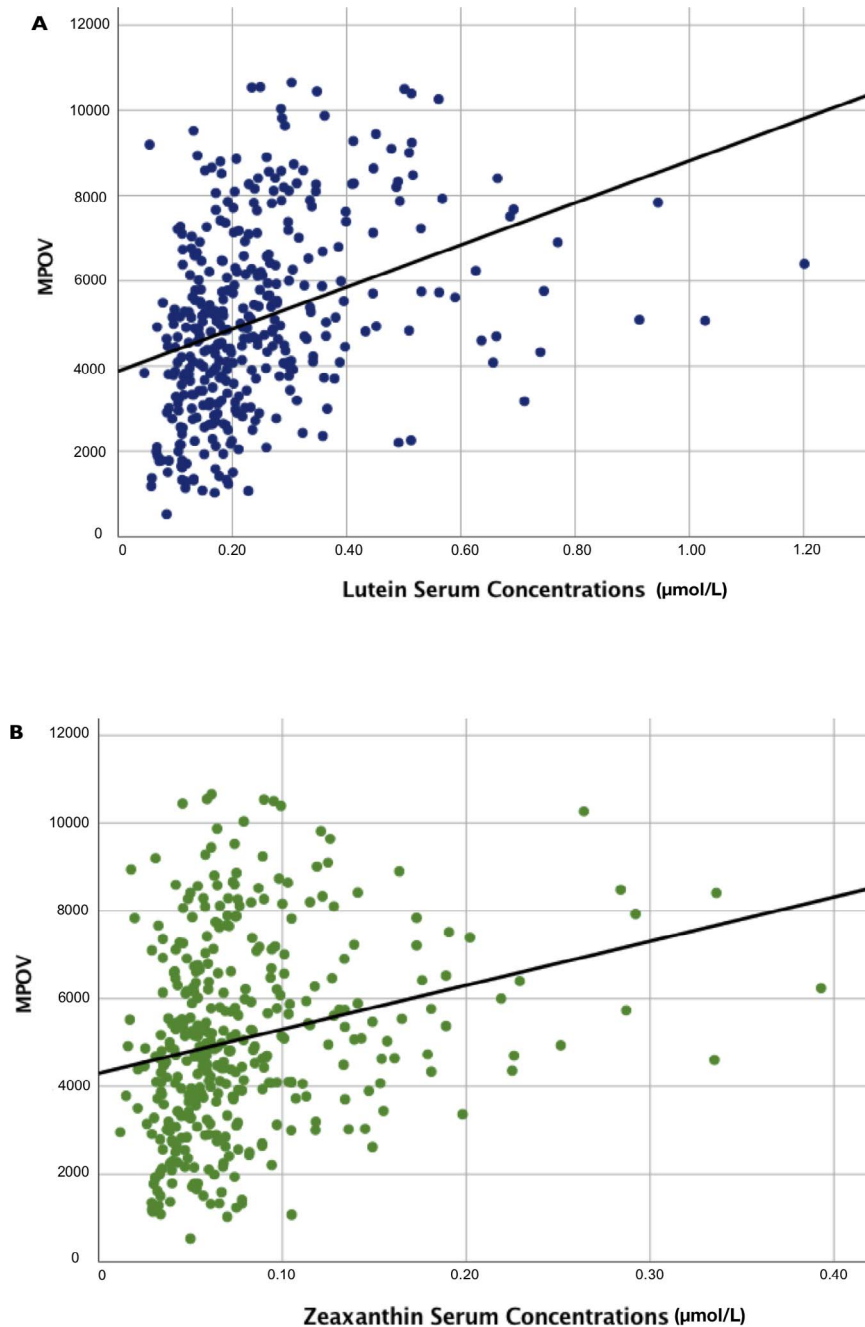 A
12000
10000
8000
6000
4000
2000
0
MPOV
0 0.20 0.40 0.60 0.80 1.00 1.20
Lutein Serum Concentrations (µmol/L)
B
12000
10000
8000
6000
4000
2000
0
MPOV
0 0.10 0.20 0.30 0.40
Zeaxanthin Serum Concentrations (µmol/L)